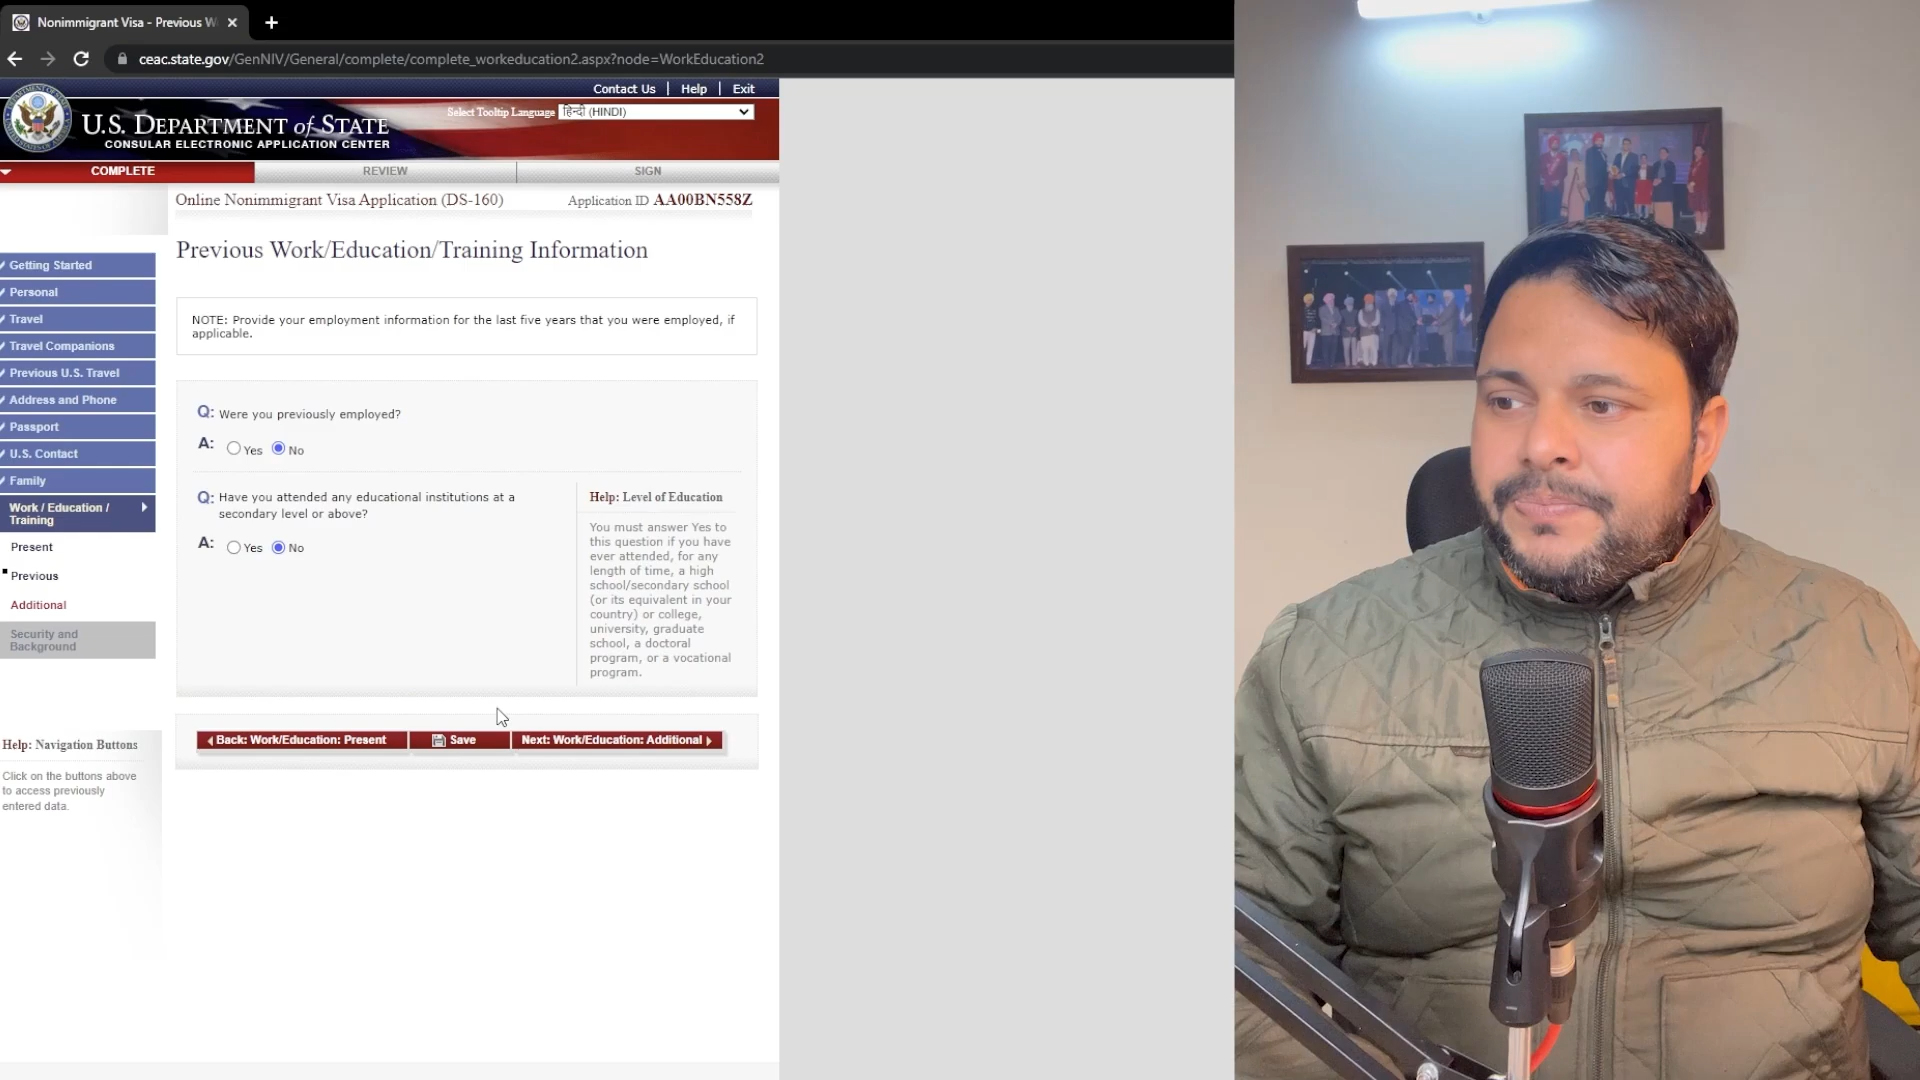 Nonimmigrant Visa - Previous W
ceac.state.gov/GenNIV/General/complete/complete_workeducation2.aspx?node=WorkEducation2
Contact Us | Help | Exit
Select Tooltip Language हिन्दी (HINDI)
U.S. DEPARTMENT of STATE
CONSULAR ELECTRONIC APPLICATION CENTER
COMPLETE REVIEW SIGN
Online Nonimmigrant Visa Application (DS-160) Application ID AA00BN558Z
Previous Work/Education/Training Information
NOTE: Provide your employment information for the last five years that you were employed, if
applicable.
Getting Started
Personal
Travel
Travel Companions
Previous U.S. Travel
Address and Phone
Passport
U.S. Contact
Family
Work / Education /
Training
Present
Previous
Additional
Security and
Background
Q: Were you previously employed?
A: Yes No
Q: Have you attended any educational institutions at a
secondary level or above?
A: Yes No
Help: Level of Education
You must answer Yes to
this question if you have
ever attended, for any
length of time, a high
school/secondary school
(or its equivalent in your
country) or college,
university, graduate
school, a doctoral
program, or a vocational
program.
Back: Work/Education: Present Save Next: Work/Education: Additional
Help: Navigation Buttons
Click on the buttons above
to access previously
entered data.